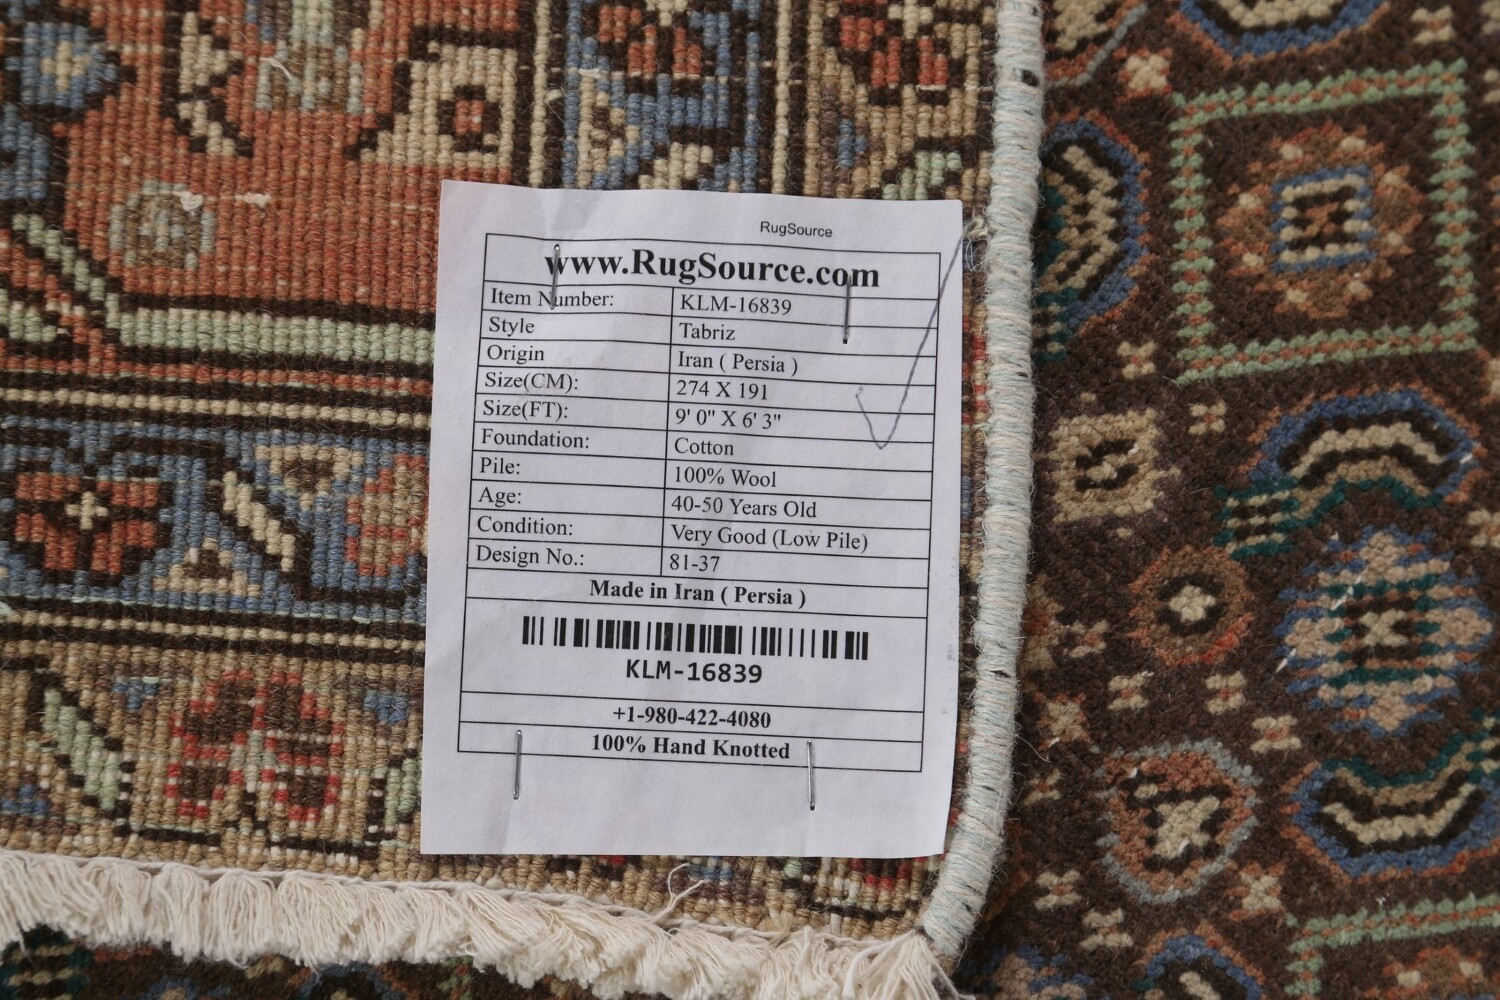 RugSource
www.RugSource.com
Item Number: KLM-16839
Style Tabriz
Origin Iran ( Persia )
Size(CM): 274 X 191
Size(FT): 9' 0" X 6' 3"
Foundation: Cotton
Pile: 100% Wool
Age: 40-50 Years Old
Condition: Very Good (Low Pile)
Design No.: 81-37
Made in Iran ( Persia )
KLM-16839
+1-980-422-4080
100% Hand Knotted